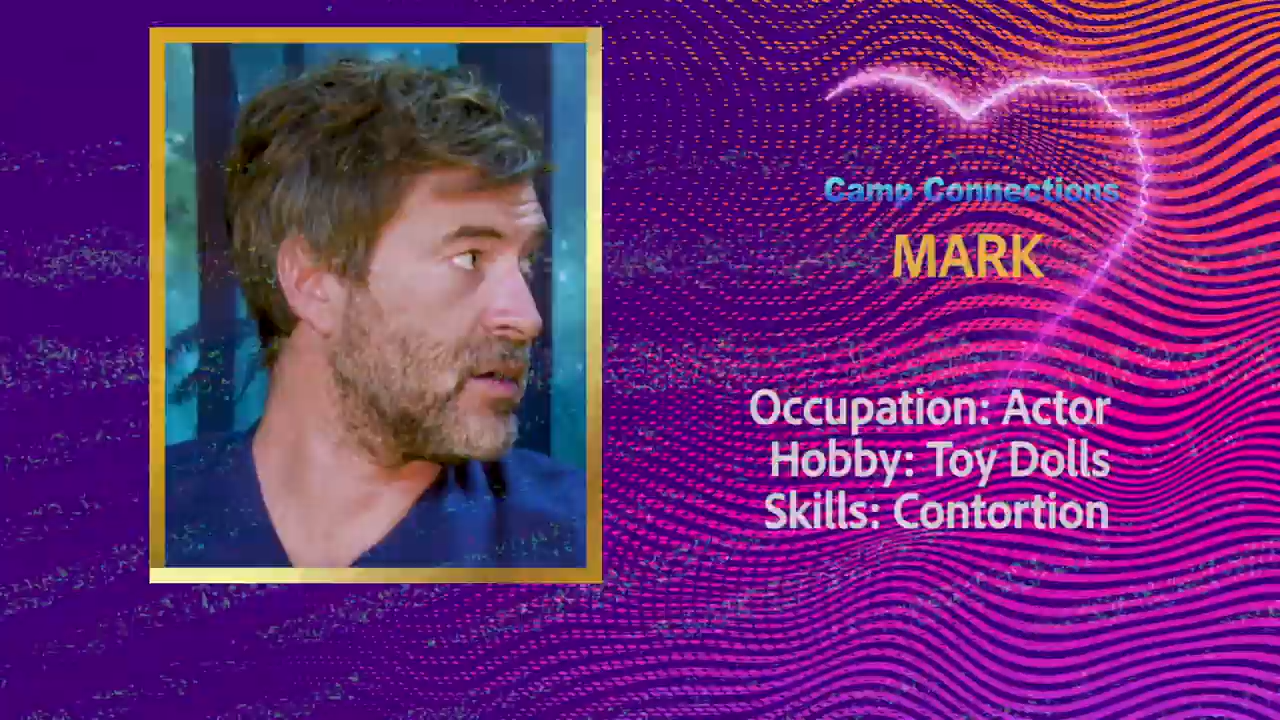 Camp Connections
MARK
Occupation: Actor
Hobby: Toy Dolls
Skills: Contortion